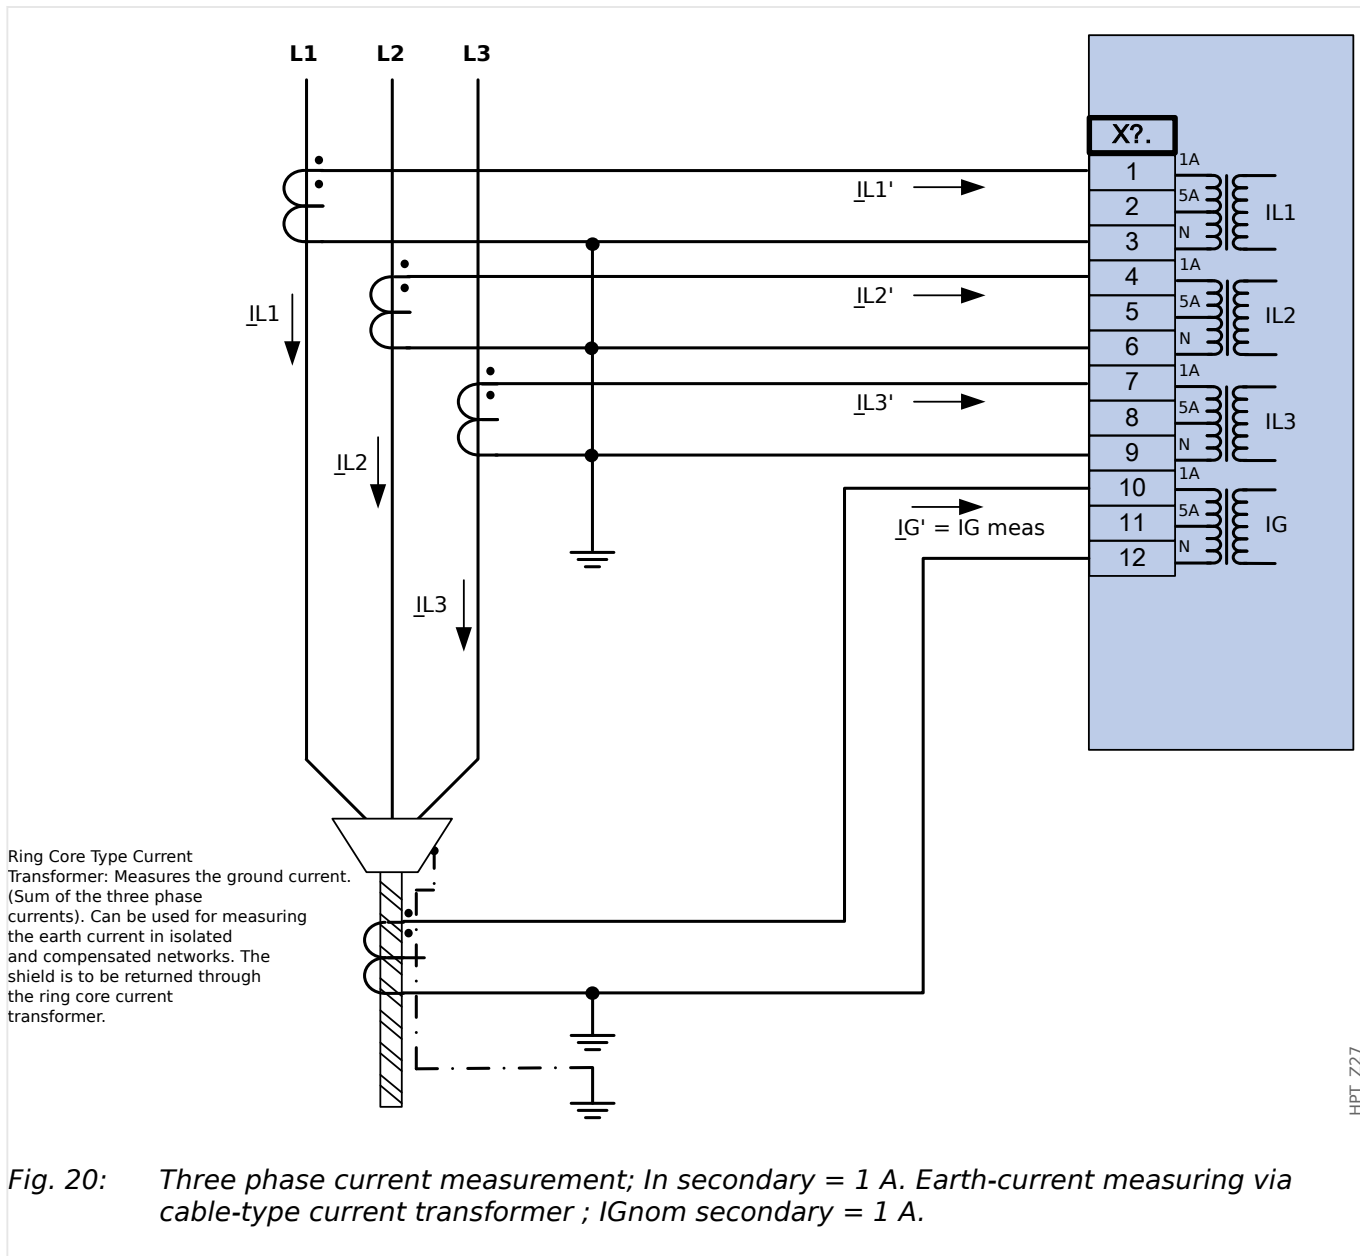 L1 L2 L3
X?.
1 1A
2 5A IL1
3 N
4 1A
5 5A IL2
6 N
7 1A
8 5A IL3
9 N
10 1A
11 5A IG
12 N
IL1'
IL2'
IL1
IL3'
IL2
IG' = IG meas
IL3
Ring Core Type Current
Transformer: Measures the ground current.
(Sum of the three phase
currents). Can be used for measuring
the earth current in isolated
and compensated networks. The
shield is to be returned through
the ring core current
transformer.
HPT_Z27
Fig. 20: Three phase current measurement; In secondary = 1 A. Earth-current measuring via
cable-type current transformer ; IGnom secondary = 1 A.